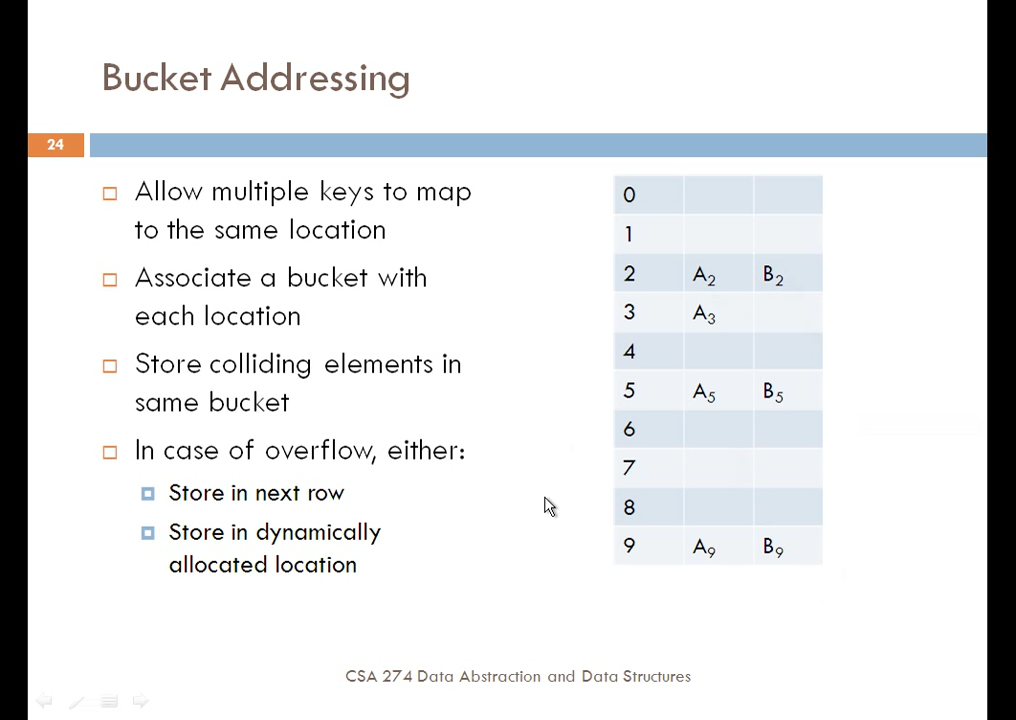 Bucket Addressing
24
Allow multiple keys to map
to the same location
Associate a bucket with
each location
Store colliding elements in
same bucket
In case of overflow, either:
Store in next row
Store in dynamically
allocated location
0
1
2 A₂ B₂
3 A₃
4
5 A₅ B₅
6
7
8
9 A₉ B₉
CSA 274 Data Abstraction and Data Structures